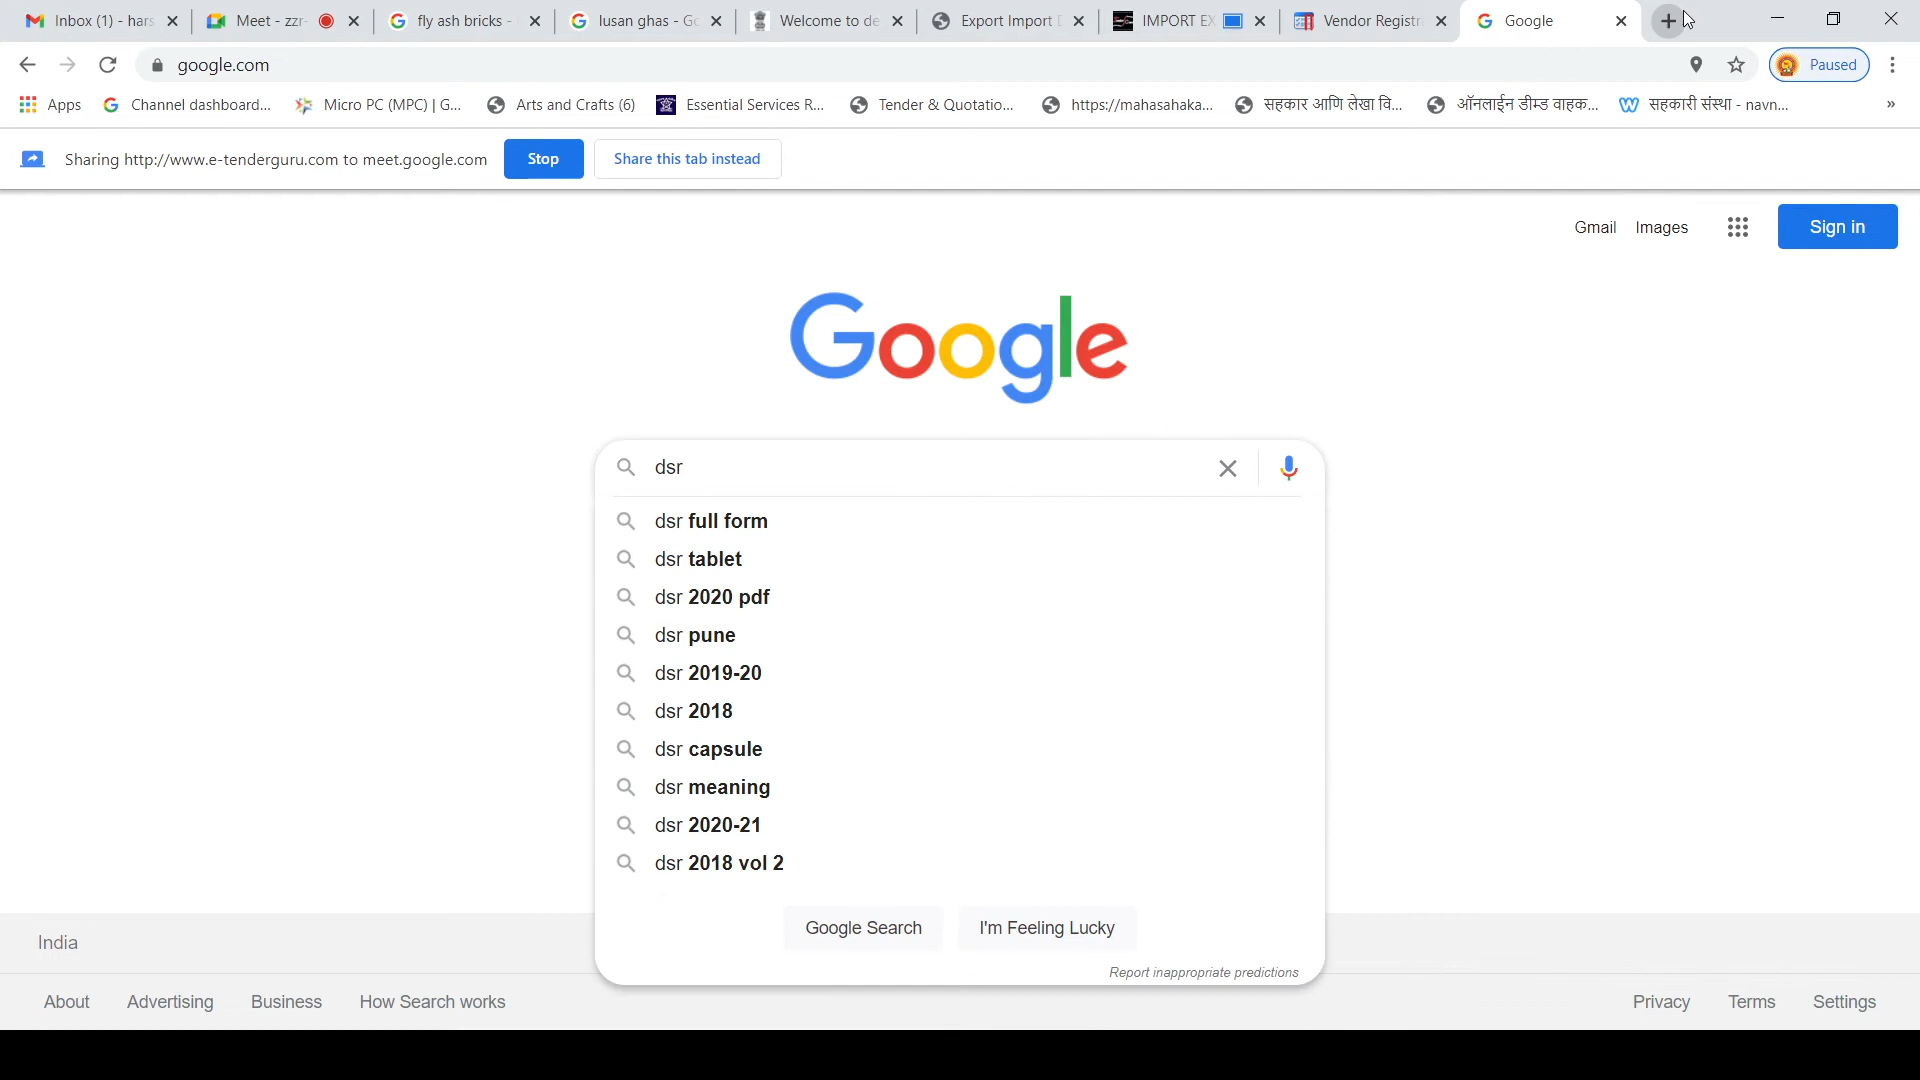 Inbox (1) - hars Meet - zzr- fly ash bricks - lusan ghas - Go Welcome to de Export Import D IMPORT EX Vendor Registr Google
google.com Paused
Apps Channel dashboard... Micro PC (MPC) | G... Arts and Crafts (6) Essential Services R... Tender & Quotatio... https://mahasahaka... सहकार आणि लेखा वि... ऑनलाईन डीम्ड वाहक... सहकारी संस्था - navn... »
Sharing http://www.e-tenderguru.com to meet.google.com Stop Share this tab instead
Gmail Images Sign in
Google
dsr
dsr full form
dsr tablet
dsr 2020 pdf
dsr pune
dsr 2019-20
dsr 2018
dsr capsule
dsr meaning
dsr 2020-21
dsr 2018 vol 2
Google Search I'm Feeling Lucky
Report inappropriate predictions
India
About Advertising Business How Search works Privacy Terms Settings